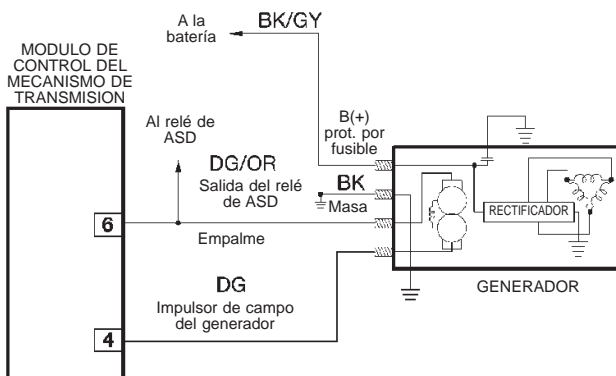 A la
batería
BK/GY
MODULO DE
CONTROL DEL
MECANISMO DE
TRANSMISION
Al relé de
ASD
B(+)
prot. por
fusible
DG/OR
Salida del relé
de ASD
BK
Masa
6
Empalme
RECTIFICADOR
GENERADOR
DG
Impulsor de campo
del generador
4